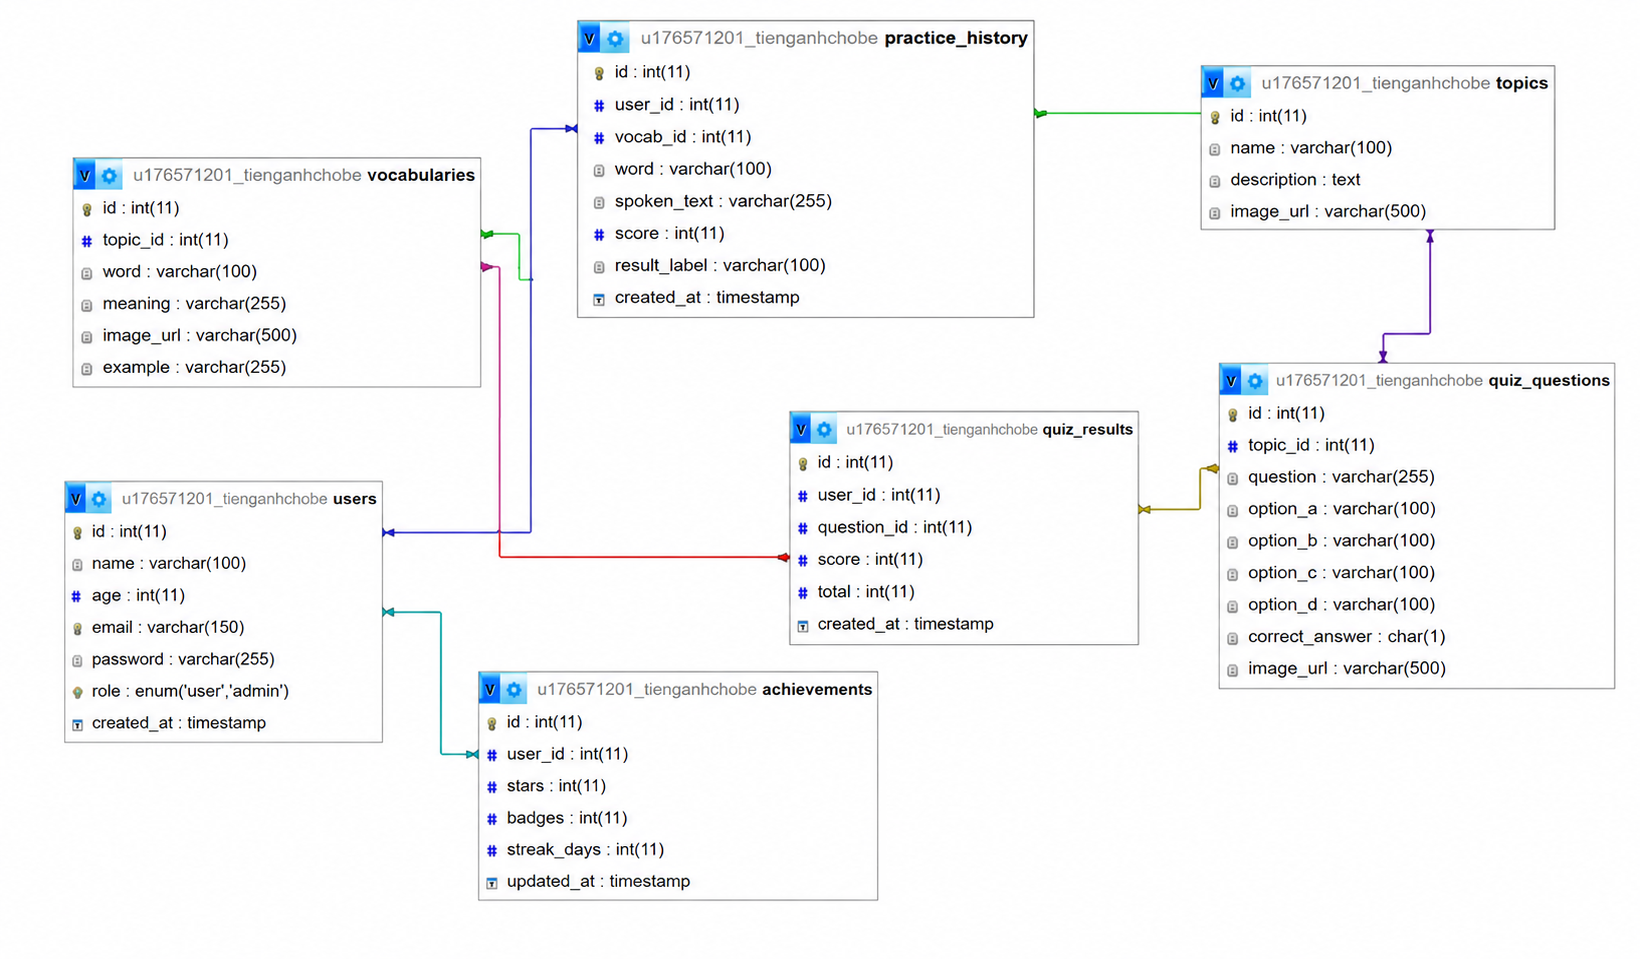 V u176571201_tienganhchobe practice_history
id : int(11)
# user_id : int(11)
# vocab_id : int(11)
word : varchar(100)
spoken_text : varchar(255)
# score : int(11)
result_label : varchar(100)
created_at : timestamp
V u176571201_tienganhchobe topics
id : int(11)
name : varchar(100)
description : text
image_url : varchar(500)
V u176571201_tienganhchobe vocabularies
id : int(11)
# topic_id : int(11)
word : varchar(100)
meaning : varchar(255)
image_url : varchar(500)
example : varchar(255)
V u176571201_tienganhchobe quiz_questions
id : int(11)
# topic_id : int(11)
question : varchar(255)
option_a : varchar(100)
option_b : varchar(100)
option_c : varchar(100)
option_d : varchar(100)
correct_answer : char(1)
image_url : varchar(500)
V u176571201_tienganhchobe quiz_results
id : int(11)
# user_id : int(11)
# question_id : int(11)
# score : int(11)
# total : int(11)
created_at : timestamp
V u176571201_tienganhchobe users
id : int(11)
name : varchar(100)
# age : int(11)
email : varchar(150)
password : varchar(255)
role : enum('user','admin')
created_at : timestamp
V u176571201_tienganhchobe achievements
id : int(11)
# user_id : int(11)
# stars : int(11)
# badges : int(11)
# streak_days : int(11)
updated_at : timestamp